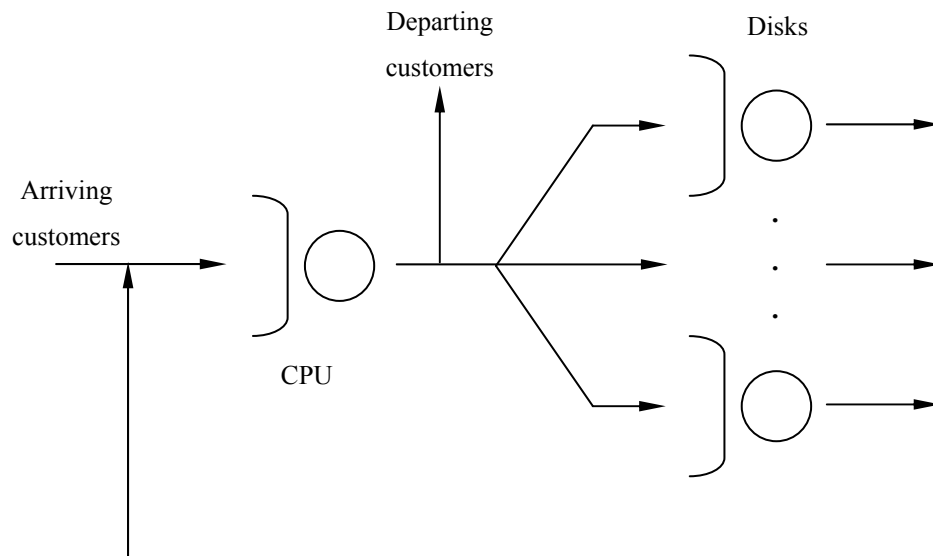 Departing
customers
Disks
Arriving
customers
CPU